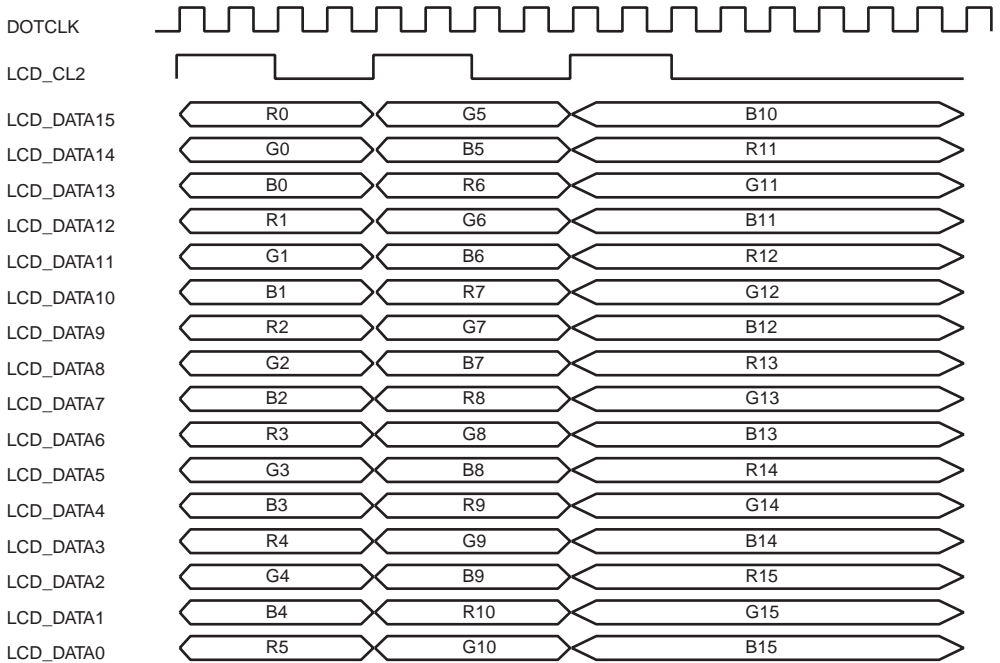 DOTCLK
LCD_CL2
LCD_DATA15 R0 G5 B10
LCD_DATA14 G0 B5 R11
LCD_DATA13 B0 R6 G11
LCD_DATA12 R1 G6 B11
LCD_DATA11 G1 B6 R12
LCD_DATA10 B1 R7 G12
LCD_DATA9 R2 G7 B12
LCD_DATA8 G2 B7 R13
LCD_DATA7 B2 R8 G13
LCD_DATA6 R3 G8 B13
LCD_DATA5 G3 B8 R14
LCD_DATA4 B3 R9 G14
LCD_DATA3 R4 G9 B14
LCD_DATA2 G4 B9 R15
LCD_DATA1 B4 R10 G15
LCD_DATA0 R5 G10 B15